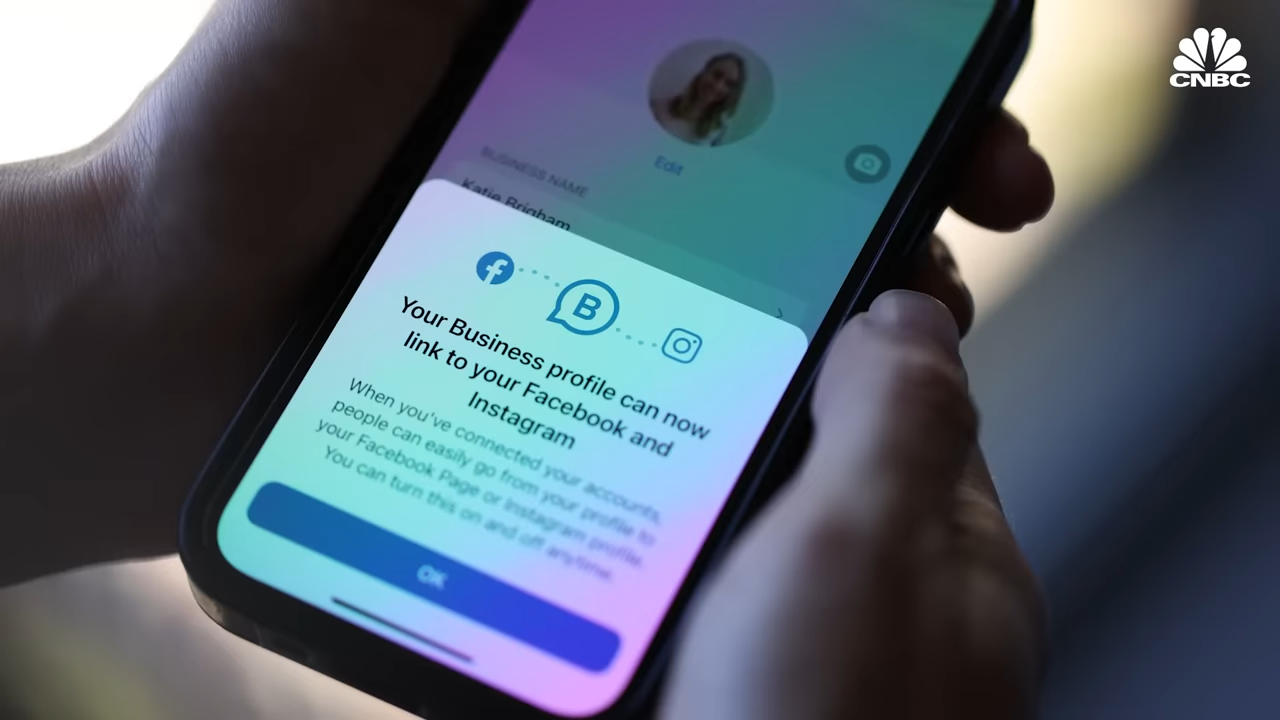 CNBC
Edit
BUSINESS NAME
Katie Brigham
B
Your Business profile can now
link to your Facebook and
Instagram
When you've connected your accounts,
people can easily go from your profile to
your Facebook Page or Instagram profile.
You can turn this on and off anytime.
OK